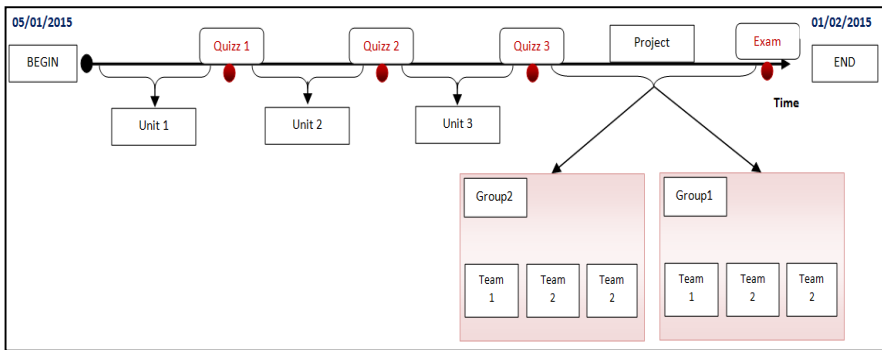 05/01/2015
01/02/2015
BEGIN
Quizz 1
Quizz 2
Quizz 3
Project
Exam
END
Time
Unit 1
Unit 2
Unit 3
Group2
Group1
Team
1
Team
2
Team
2
Team
1
Team
2
Team
2